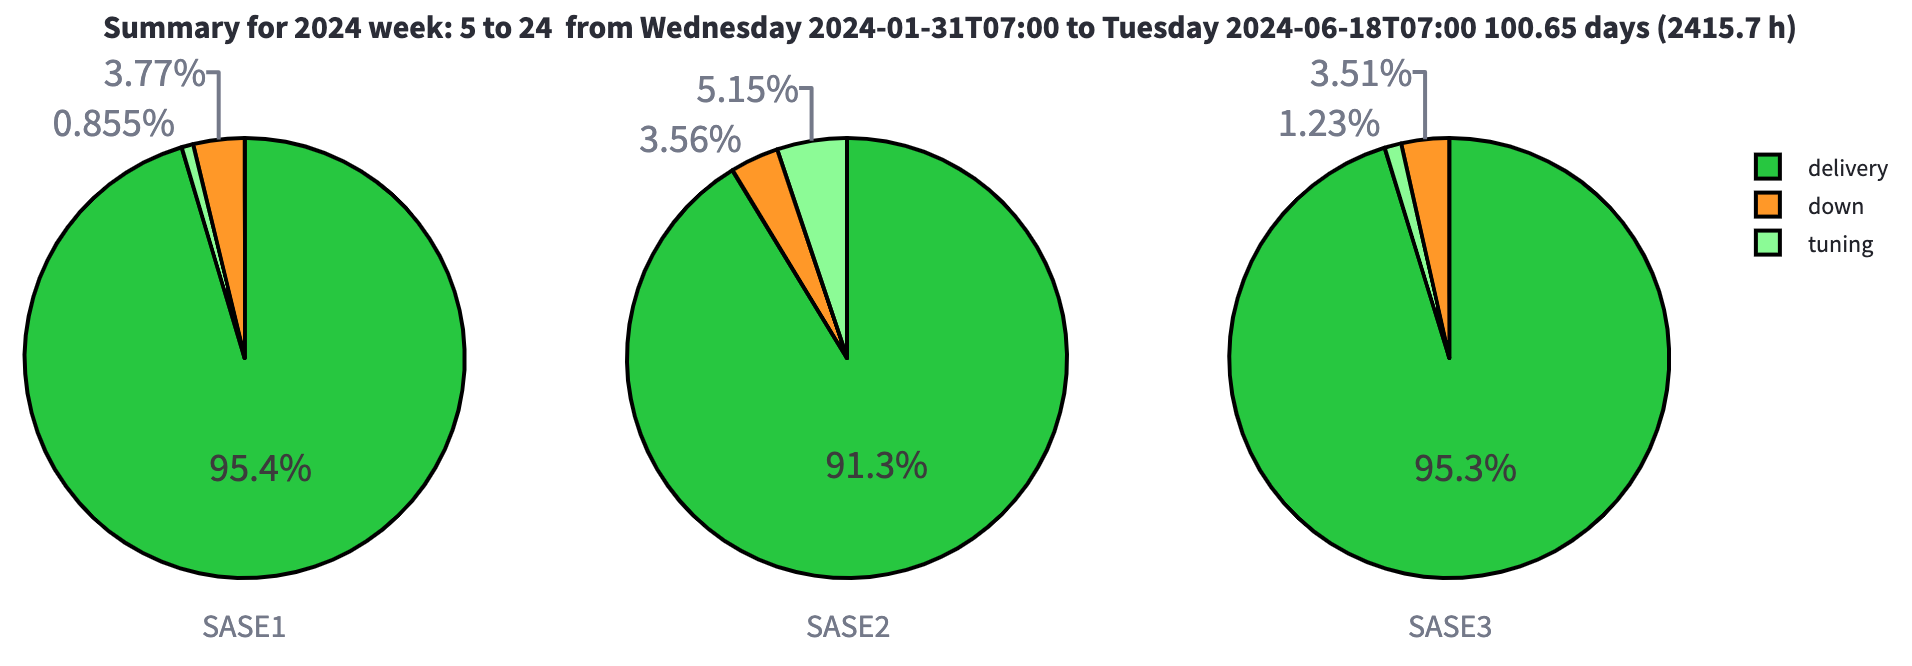 Summary for 2024 week: 5 to 24  from Wednesday 2024-01-31T07:00 to Tuesday 2024-06-18T07:00 100.65 days (2415.7 h)
3.77%
0.855%
95.4%
SASE1
5.15%
3.56%
91.3%
SASE2
3.51%
1.23%
95.3%
SASE3
delivery
down
tuning